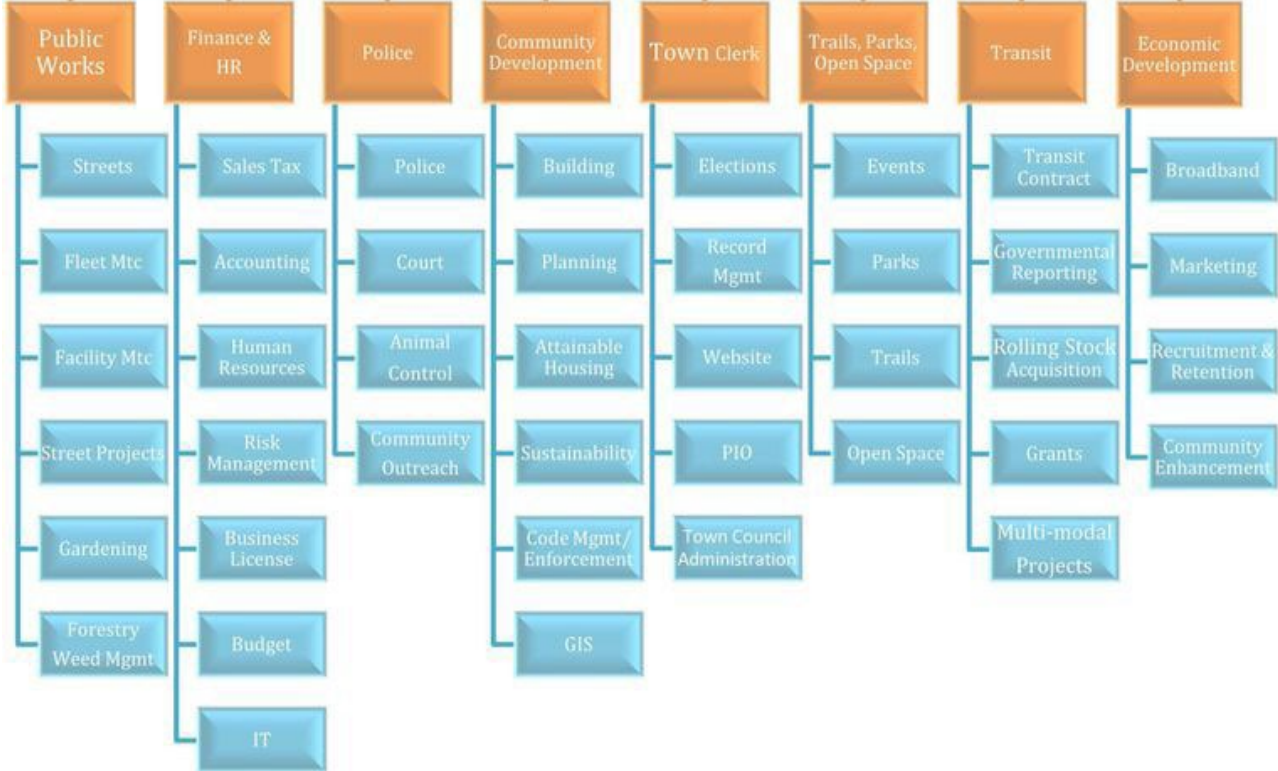 Public
Works
Streets
Fleet Mtc
Facility Mtc
Street Projects
Gardening
Forestry
Weed Mgmt
Finance &
HR
Sales Tax
Accounting
Human
Resources
Risk
Management
Business
License
Budget
IT
Police
Police
Court
Animal
Control
Community
Outreach
Community
Development
Building
Planning
Attainable
Housing
Sustainability
Code Mgmt/
Enforcement
GIS
Town Clerk
Elections
Record
Mgmt
Website
PIO
Town Council
Administration
Trails, Parks,
Open Space
Events
Parks
Trails
Open Space
Transit
Transit
Contract
Governmental
Reporting
Rolling Stock
Acquisition
Grants
Multi-modal
Projects
Economic
Development
Broadband
Marketing
Recruitment &
Retention
Community
Enhancement